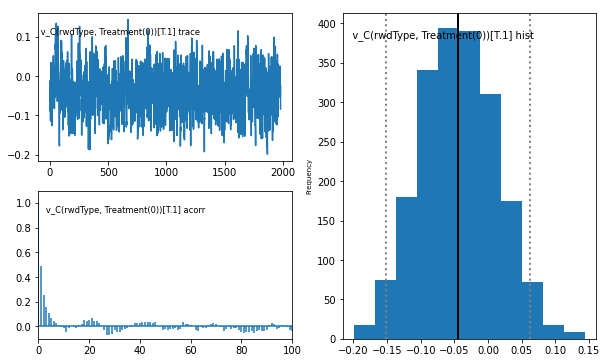 v_C(rwdType, Treatment(0))[T.1] trace
0.1
0.0
−0.1
−0.2
0 500 1000 1500 2000
v_C(rwdType, Treatment(0))[T.1] acorr
1.0
0.8
0.6
0.4
0.2
0.0
0 20 40 60 80 100
v_C(rwdType, Treatment(0))[T.1] hist
Frequency
400
350
300
250
200
150
100
50
0
−0.20 −0.15 −0.10 −0.05 0.00 0.05 0.10 0.15